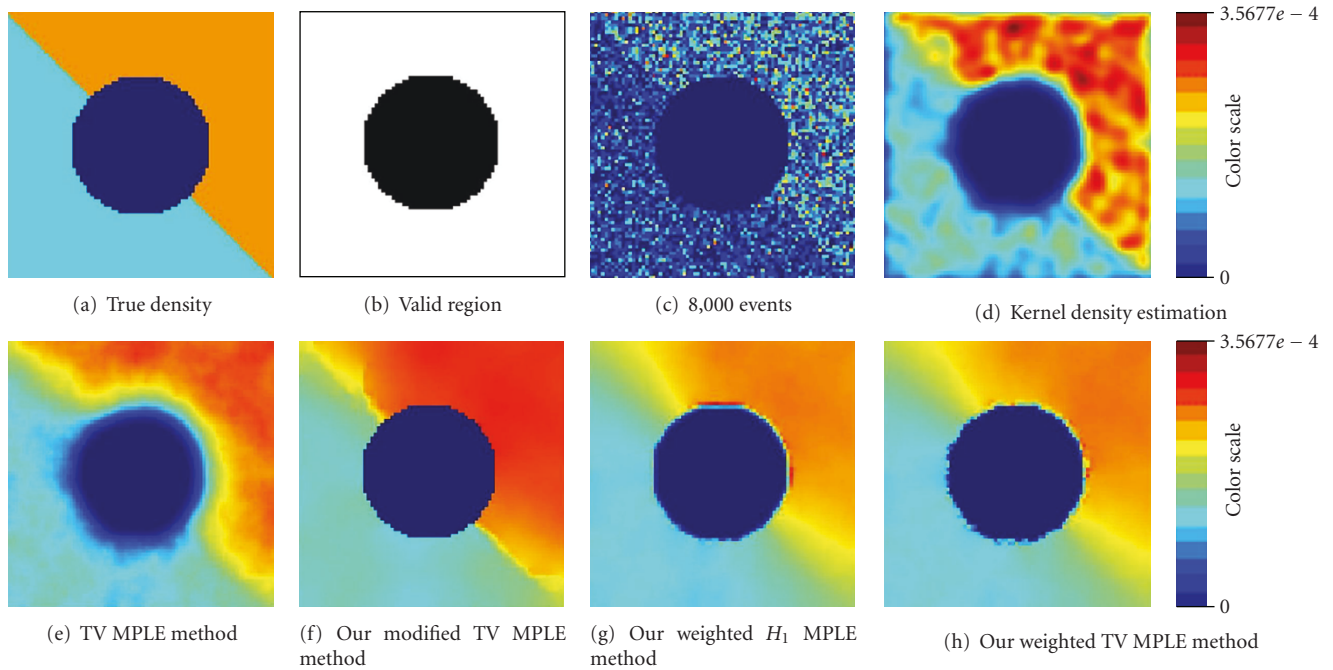 3.5677e − 4
Color scale
0
(a) True density
(b) Valid region
(c) 8,000 events
(d) Kernel density estimation
3.5677e − 4
Color scale
0
(e) TV MPLE method
(f) Our modified TV MPLE
method
(g) Our weighted H1 MPLE
method
(h) Our weighted TV MPLE method